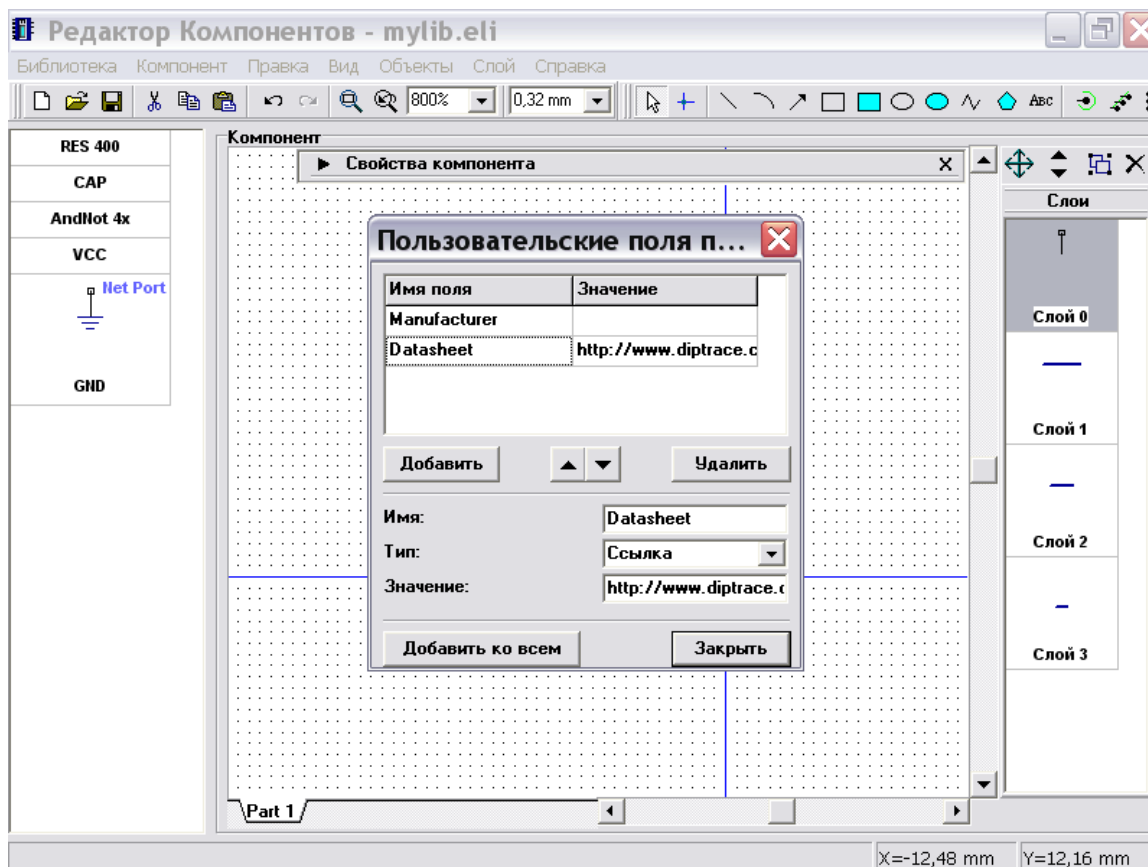 Редактор Компонентов - mylib.eli
Библиотека Компонент Правка Вид Объекты Слой Справка
800% 0,32 mm ABC
RES 400
CAP
AndNot 4x
VCC
Net Port
GND
Компонент
Свойства компонента
Пользовательские поля п...
Имя поля Значение
Manufacturer
Datasheet http://www.diptrace.c
Добавить Удалить
Имя: Datasheet
Тип: Ссылка
Значение: http://www.diptrace.c
Добавить ко всем Закрыть
Part 1
Слои
Слой 0
Слой 1
Слой 2
Слой 3
X=-12,48 mm Y=12,16 mm